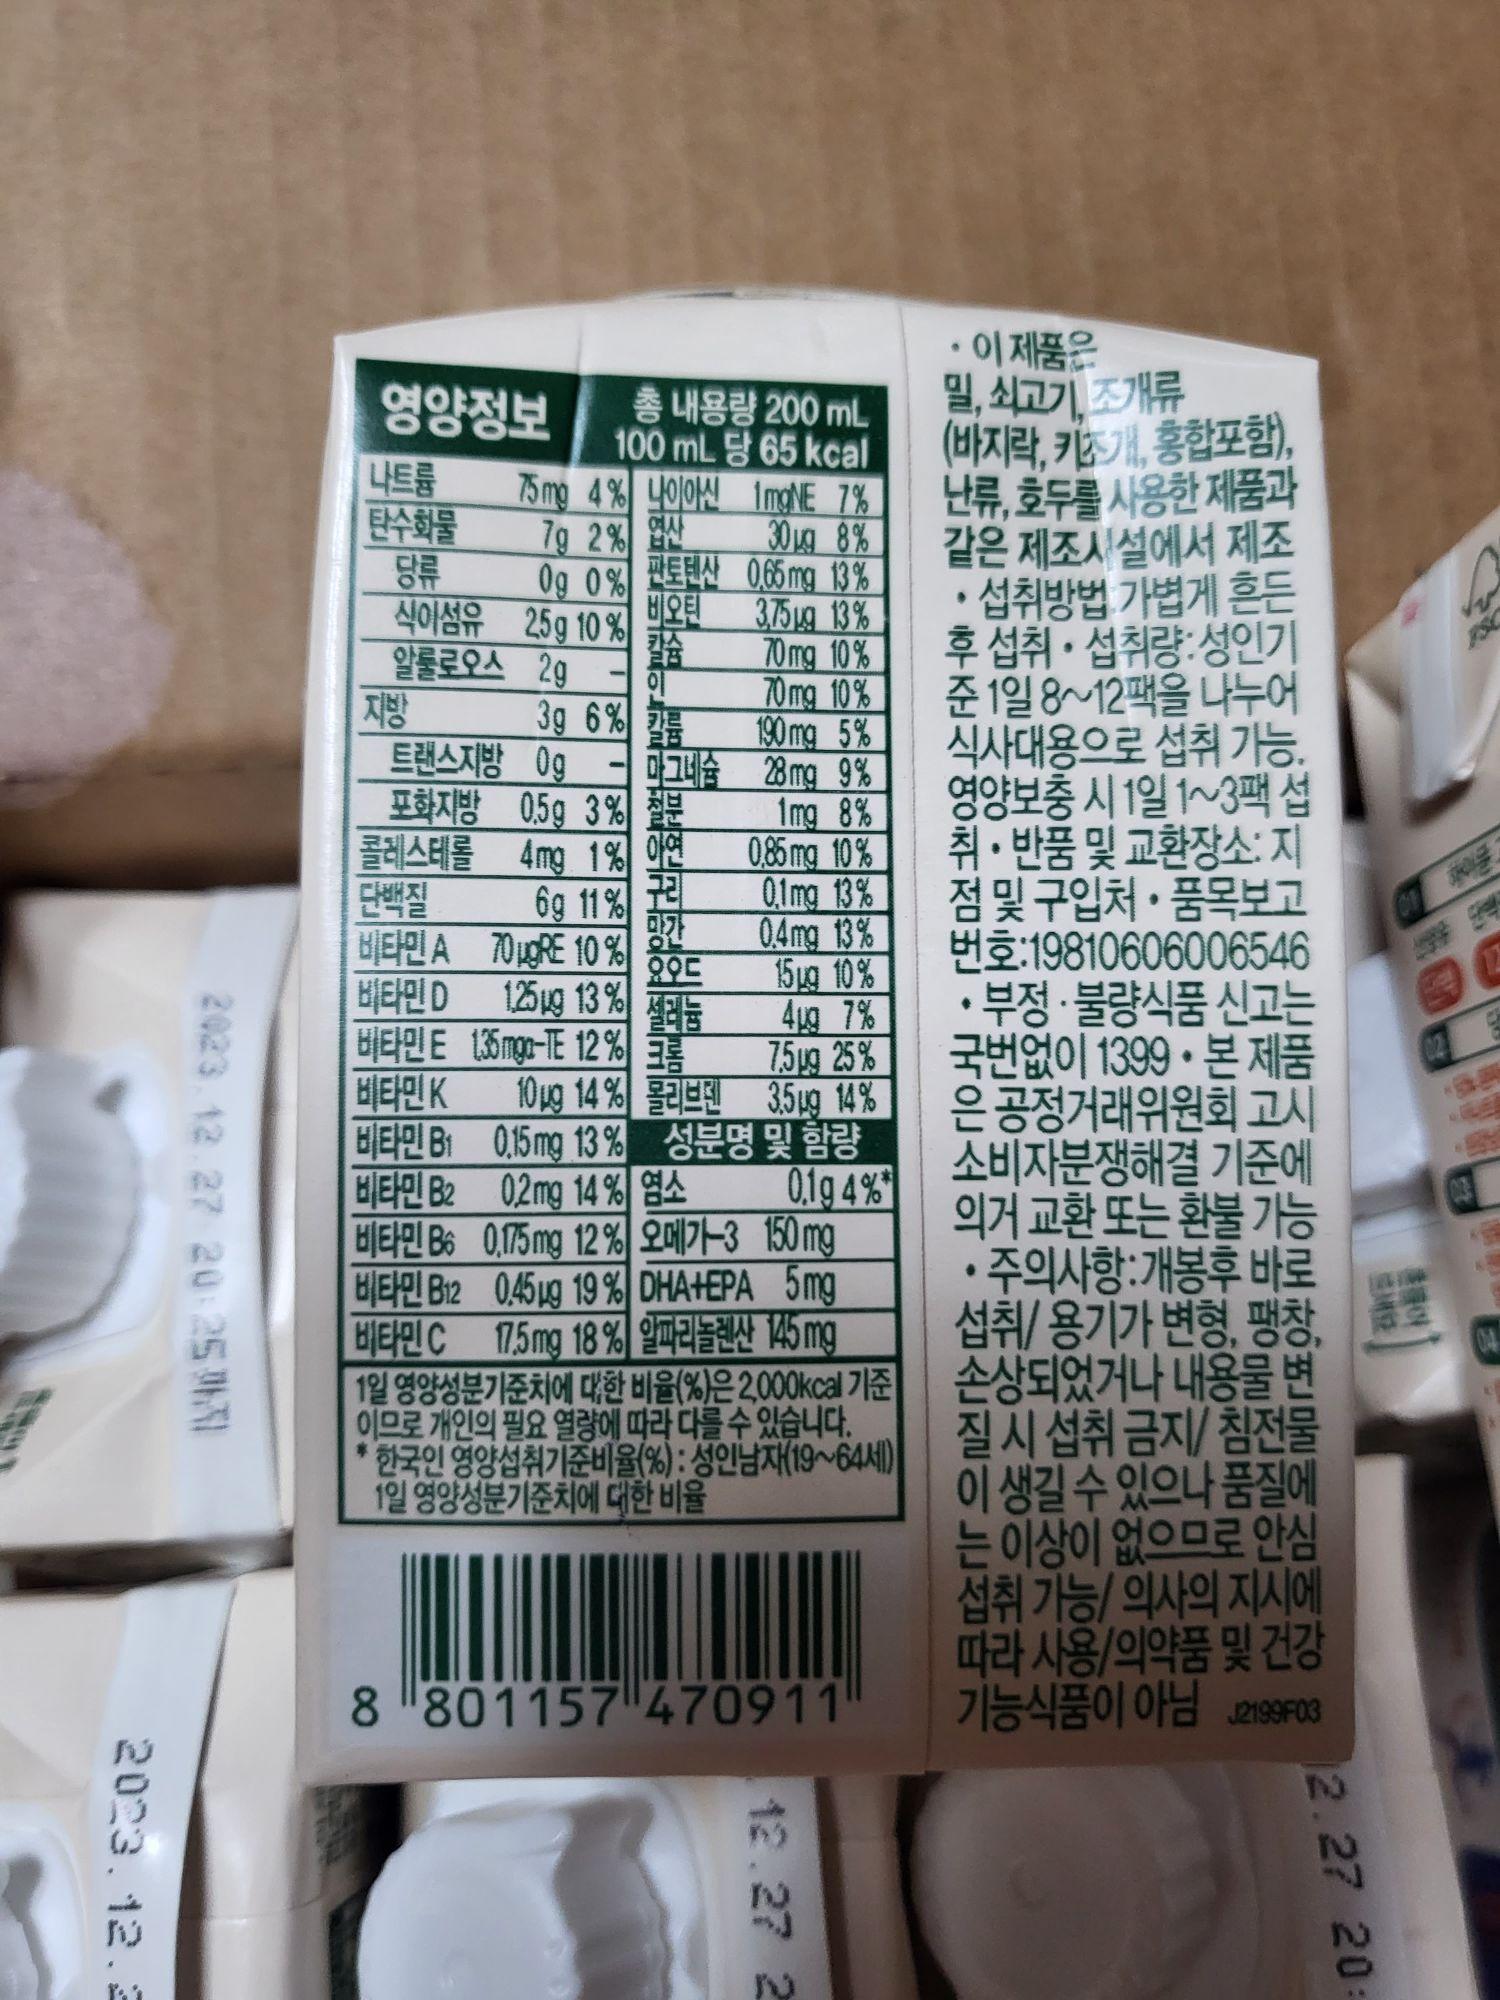 영양정보
총 내용량 200 mL
100 mL 당 65 kcal
나트륨 75mg 4%
탄수화물 7g 2%
당류 0g 0%
식이섬유 2.5g 10%
알룰로오스 2g -
지방 3g 6%
트랜스지방 0g -
포화지방 0.5g 3%
콜레스테롤 4mg 1%
단백질 6g 11%
비타민 A 70μgRE 10%
비타민 D 1.25μg 13%
비타민 E 1.35mgα-TE 12%
비타민 K 10μg 14%
비타민 B1 0.15mg 13%
비타민 B2 0.2mg 14%
비타민 B6 0.175mg 12%
비타민 B12 0.45μg 19%
비타민 C 17.5mg 18%
나이아신 1mgNE 7%
엽산 30μg 8%
판토텐산 0.65mg 13%
비오틴 3.75μg 13%
칼슘 70mg 10%
인 70mg 10%
칼륨 190mg 5%
마그네슘 28mg 9%
철분 1mg 8%
아연 0.85mg 10%
구리 0.1mg 13%
망간 0.4mg 13%
요오드 15μg 10%
셀레늄 4μg 7%
크롬 7.5μg 25%
몰리브덴 3.5μg 14%
성분명 및 함량
염소 0.1g 4%*
오메가-3 150mg
DHA+EPA 5mg
알파리놀렌산 145mg
1일 영양성분기준치에 대한 비율(%)은 2,000kcal 기준
이므로 개인의 필요 열량에 따라 다를 수 있습니다.
* 한국인 영양섭취기준비율(%) : 성인남자(19~64세)
1일 영양성분기준치에 대한 비율
8 801157 470911
• 이 제품은
밀, 쇠고기, 조개류
(바지락, 키조개, 홍합포함),
난류, 호두를 사용한 제품과
같은 제조시설에서 제조
• 섭취방법:가볍게 흔든
후 섭취 • 섭취량:성인기
준 1일 8~12팩을 나누어
식사대용으로 섭취 가능.
영양보충 시 1일 1~3팩 섭
취 • 반품 및 교환장소: 지
점 및 구입처 • 품목보고
번호:19810606006546
• 부정·불량식품 신고는
국번없이 1399 • 본 제품
은 공정거래위원회 고시
소비자분쟁해결 기준에
의거 교환 또는 환불 가능
• 주의사항:개봉후 바로
섭취/ 용기가 변형, 팽창,
손상되었거나 내용물 변
질 시 섭취 금지/ 침전물
이 생길 수 있으나 품질에
는 이상이 없으므로 안심
섭취 가능/ 의사의 지시에
따라 사용/의약품 및 건강
기능식품이 아님 J2199F03
2023.12.27 20:25까지
2023.12.2
12.27 2
12.27 20:
01
02
03